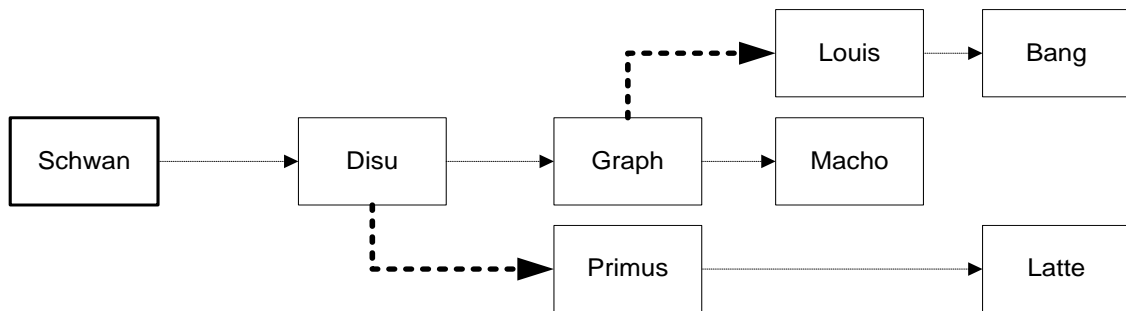 Louis
Bang
Schwan
Disu
Graph
Macho
Primus
Latte